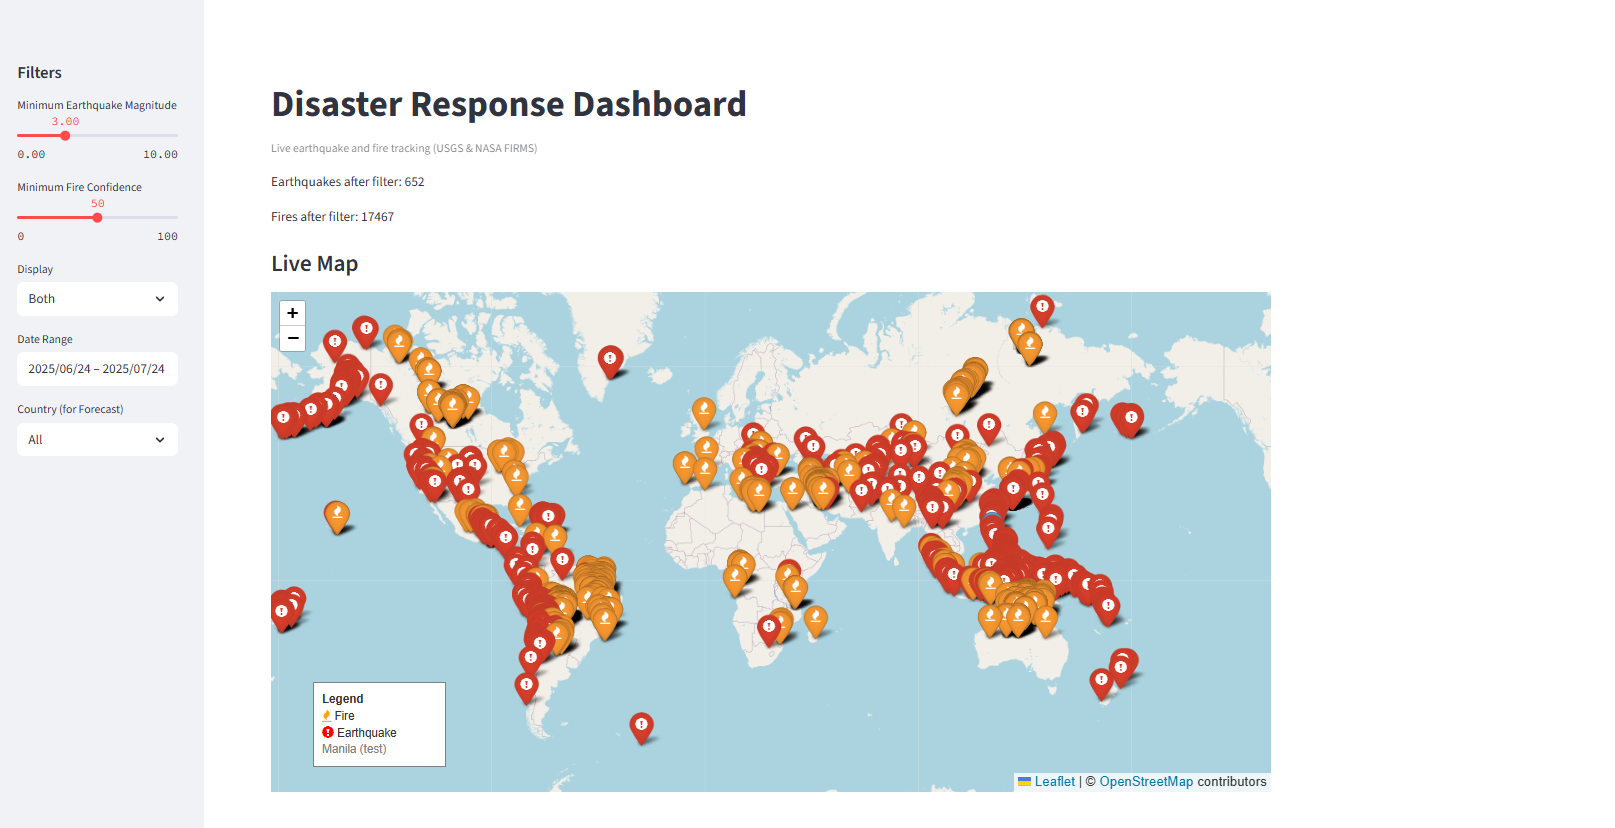 Filters
Minimum Earthquake Magnitude
3.00
0.00 10.00
Minimum Fire Confidence
50
0 100
Display
Both
Date Range
2025/06/24 – 2025/07/24
Country (for Forecast)
All
Disaster Response Dashboard
Live earthquake and fire tracking (USGS & NASA FIRMS)
Earthquakes after filter: 652
Fires after filter: 17467
Live Map
+
−
Legend
Fire
Earthquake
Manila (test)
Leaflet | © OpenStreetMap contributors